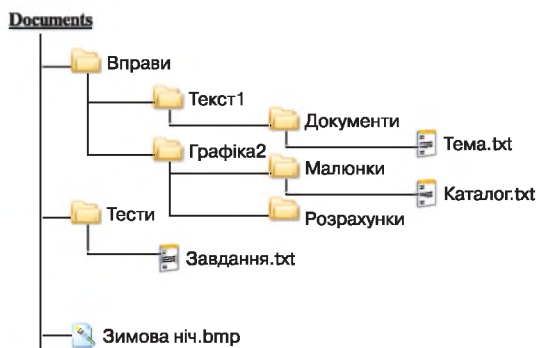 Documents
Вправи
Текст1
Документи
Тема.txt
Графіка2
Малюнки
Каталог.txt
Тести
Розрахунки
Завдання.txt
Зимова ніч.bmp